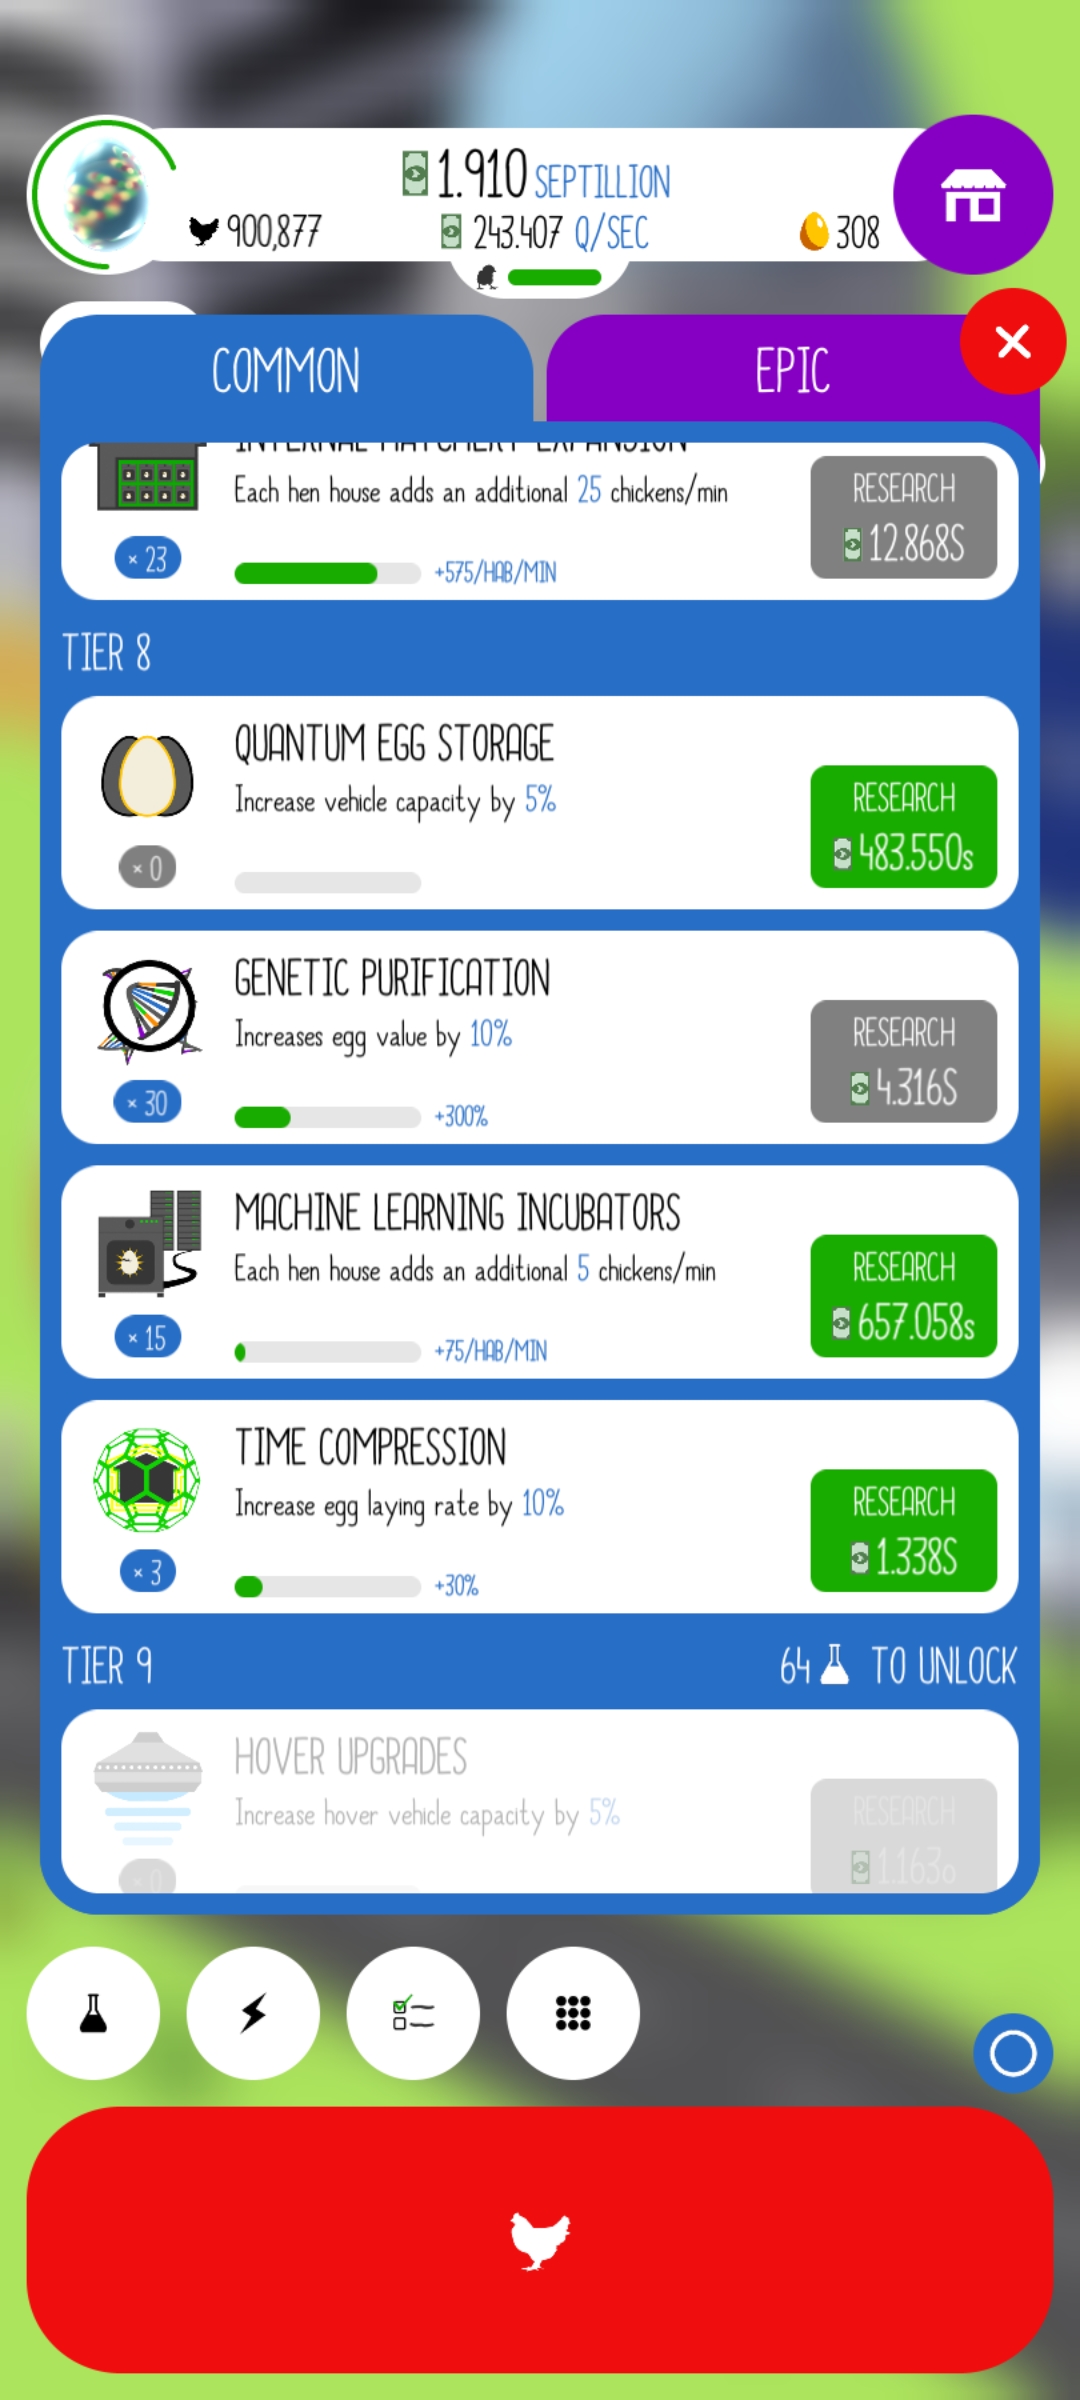 1.910 SEPTILLION
900,877
243.407 Q/SEC
308
COMMON
EPIC
INTERNAL HATCHERY EXPANSION
Each hen house adds an additional 25 chickens/min
RESEARCH
12.868S
× 23
+575/HAB/MIN
TIER 8
QUANTUM EGG STORAGE
Increase vehicle capacity by 5%
RESEARCH
483.550s
× 0
GENETIC PURIFICATION
Increases egg value by 10%
RESEARCH
4.316S
× 30
+300%
MACHINE LEARNING INCUBATORS
Each hen house adds an additional 5 chickens/min
RESEARCH
657.058s
× 15
+75/HAB/MIN
TIME COMPRESSION
Increase egg laying rate by 10%
RESEARCH
1.338S
× 3
+30%
TIER 9
64 TO UNLOCK
HOVER UPGRADES
Increase hover vehicle capacity by 5%
RESEARCH
1.163o
× 0